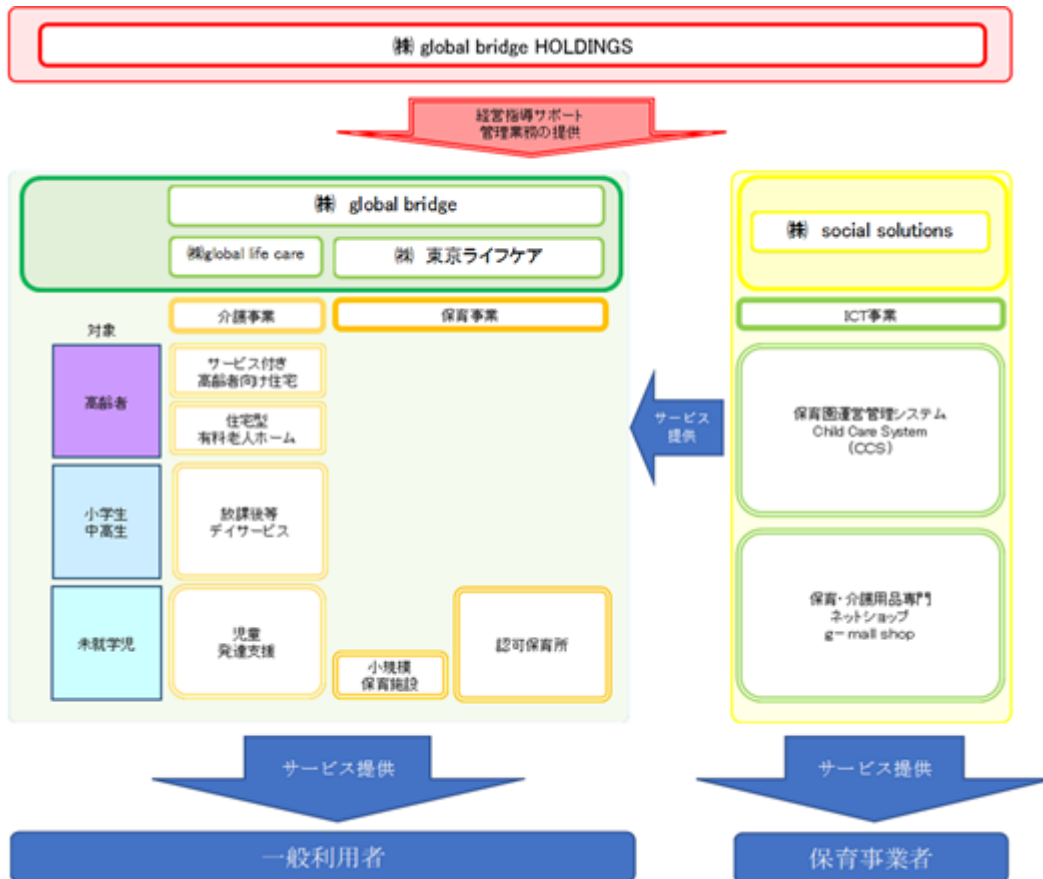 ㈱ global bridge HOLDINGS
経営指導サポート
管理業務の提供
㈱ global bridge
㈱global life care
㈱ 東京ライフケア
㈱ social solutions
対象
介護事業
保育事業
ICT事業
高齢者
サービス付き
高齢者向け住宅
住宅型
有料老人ホーム
サービス
提供
保育園運営管理システム
Child Care System
(CCS)
小学生
中高生
放課後等
デイサービス
未就学児
児童
発達支援
小規模
保育施設
認可保育所
保育・介護用品専門
ネットショップ
g-mall shop
サービス提供
サービス提供
一般利用者
保育事業者